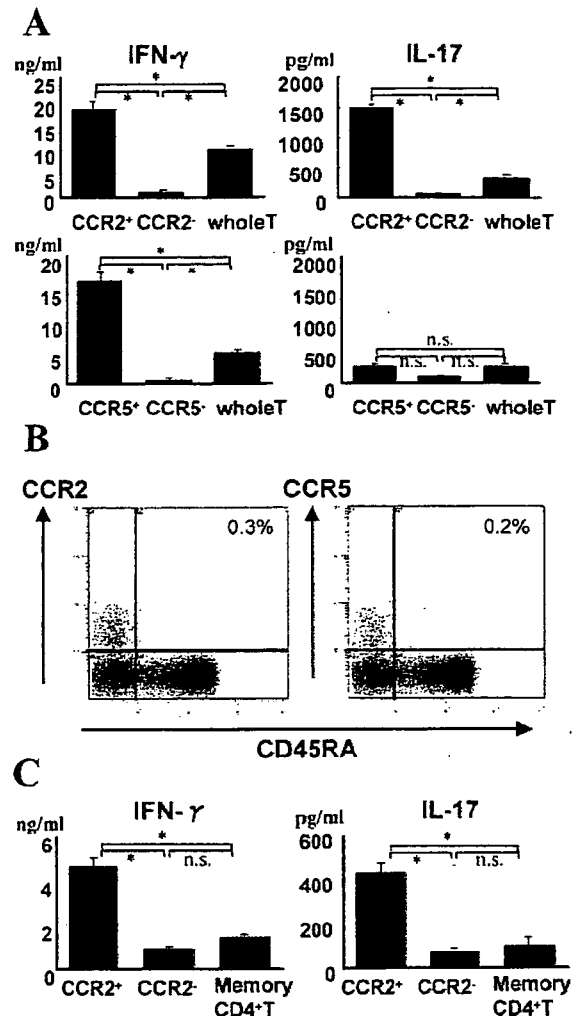 A
IFN-γ
IL-17
ng/ml
25
20
15
10
5
0
*
* *
CCR2⁺ CCR2⁻ wholeT
pg/ml
2000
1500
1000
500
0
*
* *
CCR2⁺ CCR2⁻ wholeT
ng/ml
20
15
10
5
0
*
* *
CCR5⁺ CCR5⁻ wholeT
pg/ml
2000
1500
1000
500
0
n.s.
n.s. n.s.
CCR5⁺ CCR5⁻ wholeT
B
CCR2
0.3%
CCR5
0.2%
CD45RA
C
IFN-γ
IL-17
ng/ml
6
4
2
0
*
* n.s.
CCR2⁺ CCR2⁻ Memory
CD4⁺T
pg/ml
600
400
200
0
*
* n.s.
CCR2⁺ CCR2⁻ Memory
CD4⁺T